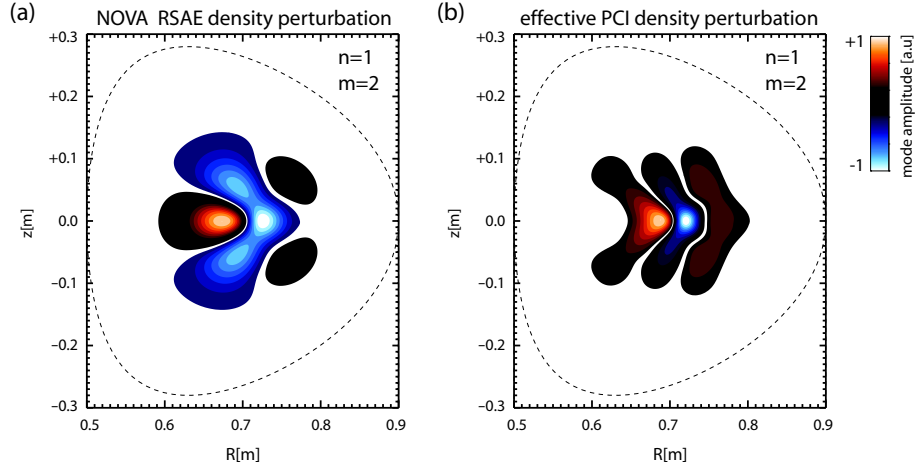 (a) NOVA RSAE density perturbation
(b) effective PCI density perturbation
+0.3
+0.2
+0.1
0.0
−0.1
−0.2
−0.3
z[m]
n=1
m=2
0.5 0.6 0.7 0.8 0.9
R[m]
+0.3
+0.2
+0.1
0.0
−0.1
−0.2
−0.3
z[m]
n=1
m=2
0.5 0.6 0.7 0.8 0.9
R[m]
+1
-1
mode amplitude [a.u]